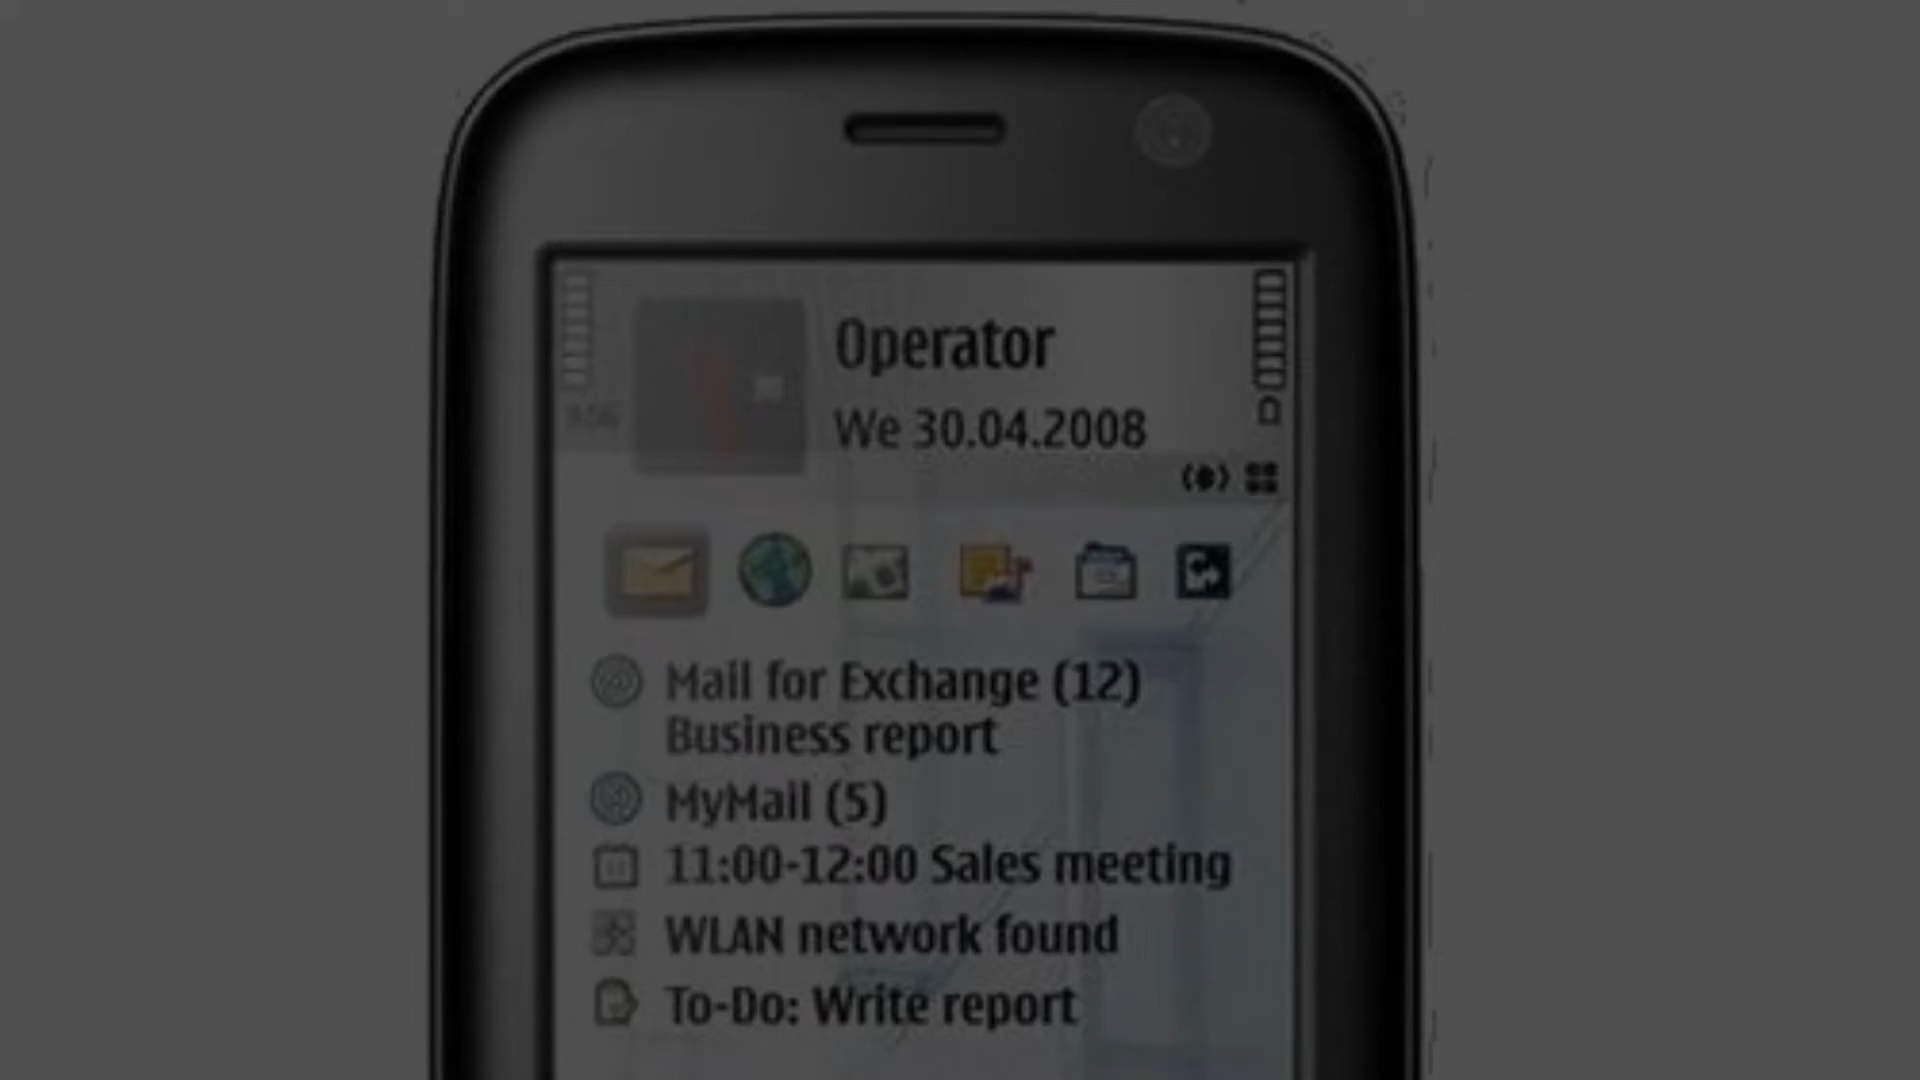 Operator
We 30.04.2008
Mail for Exchange (12)
Business report
MyMail (5)
11:00-12:00 Sales meeting
WLAN network found
To-Do: Write report